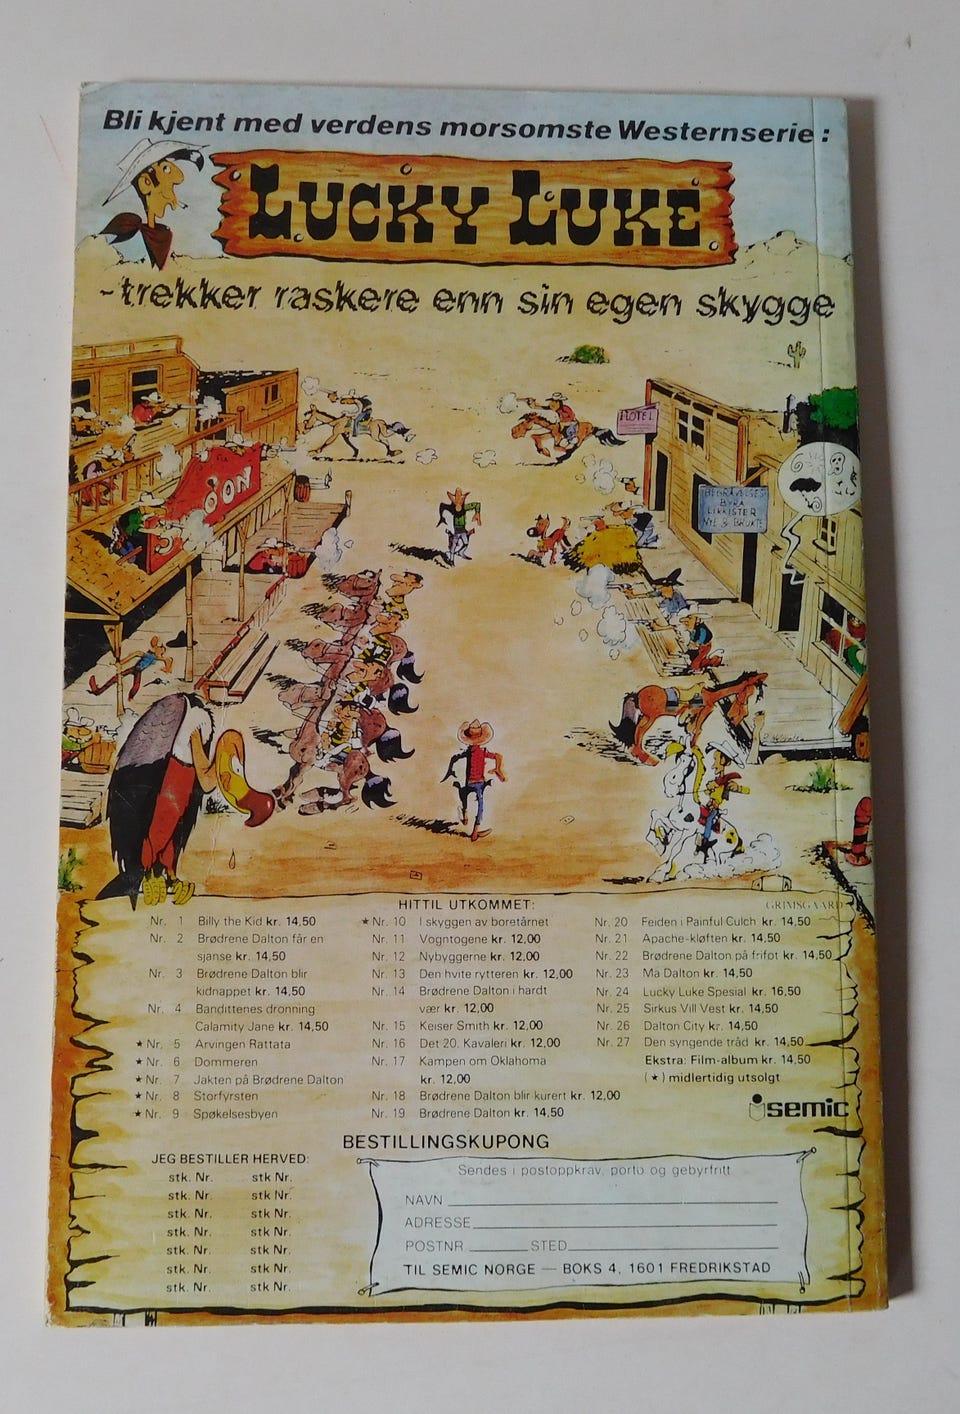 Bli kjent med verdens morsomste Westernserie:
LUCKY LUKE
-trekker raskere enn sin egen skygge
HOTEL
BEGRAVELSES
BYRÅ
LIKKISTER
NYE & BRUKTE
GRIMSGAARD
HITTIL UTKOMMET:
Nr. 1 Billy the Kid kr. 14,50
Nr. 2 Brødrene Dalton får en
sjanse kr. 14,50
Nr. 3 Brødrene Dalton blir
kidnappet kr. 14,50
Nr. 4 Bandittenes dronning
Calamity Jane kr. 14,50
★ Nr. 5 Arvingen Rattata
★ Nr. 6 Dommeren
★ Nr. 7 Jakten på Brødrene Dalton
★ Nr. 8 Storfyrsten
★ Nr. 9 Spøkelsesbyen
★ Nr. 10 I skyggen av boretårnet
Nr. 11 Vogntogene kr. 12,00
Nr. 12 Nybyggerne kr. 12,00
Nr. 13 Den hvite rytteren kr. 12,00
Nr. 14 Brødrene Dalton i hardt
vær kr. 12,00
Nr. 15 Keiser Smith kr. 12,00
Nr. 16 Det 20. Kavaleri kr. 12,00
Nr. 17 Kampen om Oklahoma
kr. 12,00
Nr. 18 Brødrene Dalton blir kurert kr. 12,00
Nr. 19 Brødrene Dalton kr. 14,50
Nr. 20 Feiden i Painful Gulch kr. 14,50
Nr. 21 Apache-kløften kr. 14,50
Nr. 22 Brødrene Dalton på frifot kr. 14,50
Nr. 23 Ma Dalton kr. 14,50
Nr. 24 Lucky Luke Spesial kr. 16,50
Nr. 25 Sirkus Vill Vest kr. 14,50
Nr. 26 Dalton City kr. 14,50
Nr. 27 Den syngende tråd kr. 14,50
Ekstra: Film-album kr. 14,50
(★) midlertidig utsolgt
semic
BESTILLINGSKUPONG
JEG BESTILLER HERVED:
stk. Nr. stk Nr.
stk. Nr. stk Nr.
stk. Nr. stk Nr.
stk. Nr. stk Nr.
stk. Nr. stk Nr.
stk. Nr. stk Nr.
stk. Nr. stk Nr.
Sendes i postoppkrav, porto og gebyrfritt
NAVN
ADRESSE
POSTNR STED
TIL SEMIC NORGE — BOKS 4, 1601 FREDRIKSTAD